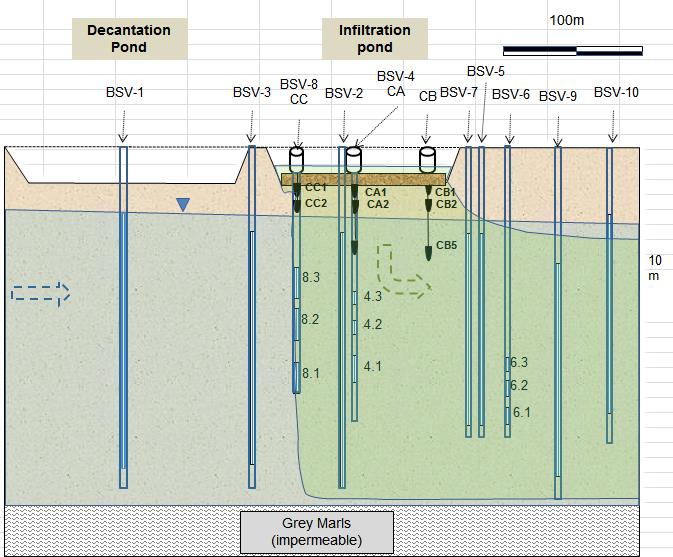 Decantation
Pond
Infiltration
pond
100m
BSV-1
BSV-3
BSV-8
CC
BSV-2
BSV-4
CA
CB
BSV-7
BSV-5
BSV-6
BSV-9
BSV-10
CC1
CC2
CA1
CA2
CB1
CB2
CB5
8.3
8.2
8.1
4.3
4.2
4.1
6.3
6.2
6.1
10
m
Grey Marls
(impermeable)